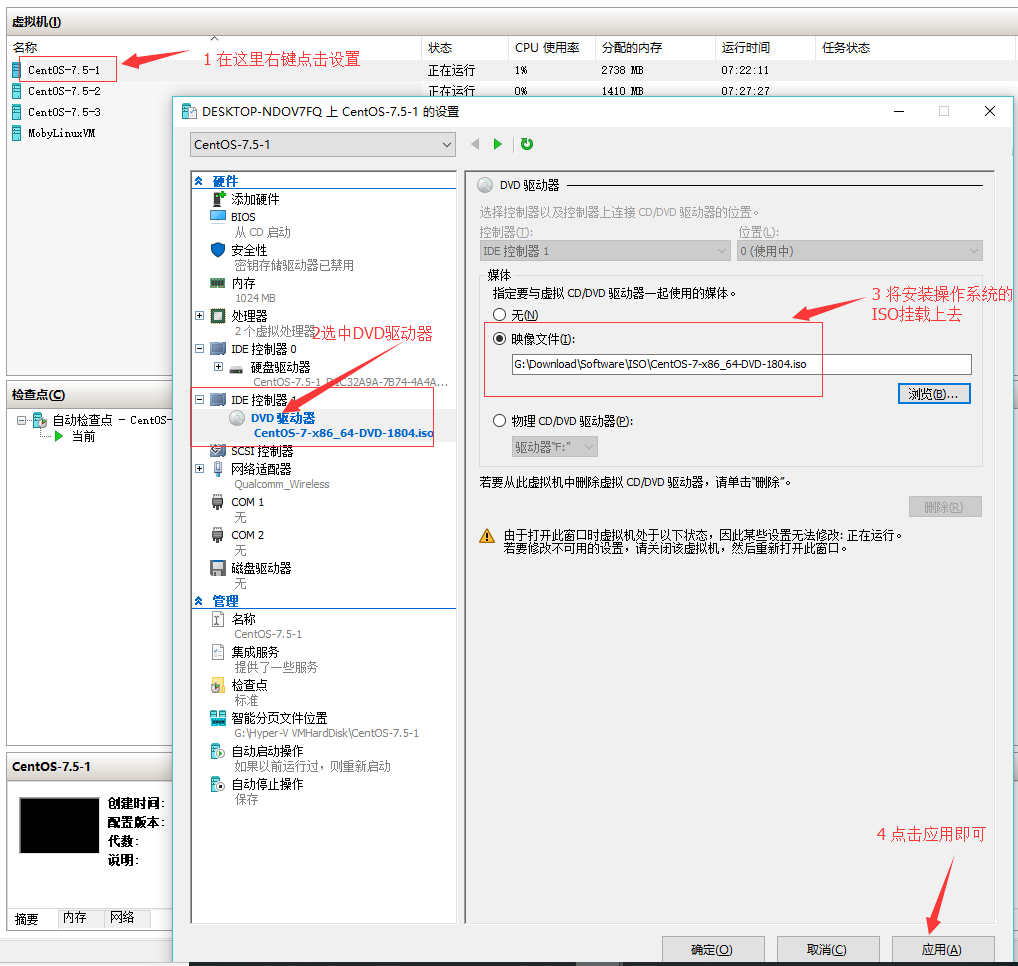 虚拟机(I)
名称 状态 CPU 使用率 分配的内存 运行时间 任务状态
CentOS-7.5-1 正在运行 1% 2738 MB 07:22:11
1 在这里右键点击设置
CentOS-7.5-2 正在运行 0% 1410 MB 07:27:27
CentOS-7.5-3
MobyLinuxVM
检查点(C)
自动检查点 - CentOS-
当前
CentOS-7.5-1
创建时间:
配置版本:
代数:
说明:
摘要 内存 网络
DESKTOP-NDOV7FQ 上 CentOS-7.5-1 的设置
CentOS-7.5-1
硬件
添加硬件
BIOS
从 CD 启动
安全性
密钥存储驱动器已禁用
内存
1024 MB
处理器
2 个虚拟处理器
2选中DVD驱动器
IDE 控制器 0
硬盘驱动器
CentOS-7.5-1_D1C32A9A-7B74-4A4A...
IDE 控制器 1
DVD 驱动器
CentOS-7-x86_64-DVD-1804.iso
SCSI 控制器
网络适配器
Qualcomm_Wireless
COM 1
无
COM 2
无
磁盘驱动器
无
管理
名称
CentOS-7.5-1
集成服务
提供了一些服务
检查点
标准
智能分页文件位置
G:\Hyper-V VMHardDisk\CentOS-7.5-1
自动启动操作
如果以前运行过，则重新启动
自动停止操作
保存
DVD 驱动器
选择控制器以及控制器上连接 CD/DVD 驱动器的位置。
控制器(T): 位置(L):
IDE 控制器 1 0 (使用中)
媒体
指定要与虚拟 CD/DVD 驱动器一起使用的媒体。
3 将安装操作系统的
ISO挂载上去
无(N)
映像文件(I):
G:\Download\Software\ISO\CentOS-7-x86_64-DVD-1804.iso
浏览(B)...
物理 CD/DVD 驱动器(P):
驱动器“F:”
若要从此虚拟机中删除虚拟 CD/DVD 驱动器，请单击“删除”。
删除(R)
由于打开此窗口时虚拟机处于以下状态，因此某些设置无法修改: 正在运行。
若要修改不可用的设置，请关闭该虚拟机，然后重新打开此窗口。
4 点击应用即可
确定(O) 取消(C) 应用(A)